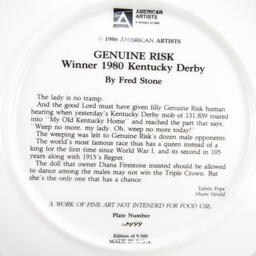 AMERICAN
ARTISTS
© 1986 AMERICAN ARTISTS
GENUINE RISK
Winner 1980 Kentucky Derby
By Fred Stone
The lady is no tramp.
And the good Lord must have given filly Genuine Risk human
hearing when yesterday's Kentucky Derby mob of 131,859 roared
into "My Old Kentucky Home" and reached the part that says,
"Weep no more, my lady. Oh, weep no more today!"
The weeping was left to Genuine Risk's dozen male opponents.
The world's most famous race thus has a queen instead of a
king for the first time since World War I, and its second in 105
years along with 1915's Regret.
The old dolls that owner Diana Firestone insisted should be allowed
to dance among the males may not win the Triple Crown. But
she's the only one that has a chance.
Edwin Pope
Miami Herald
A WORK OF FINE ART NOT INTENDED FOR FOOD USE.
Plate Number
Edition of 9,500
MADE IN U.S.A.